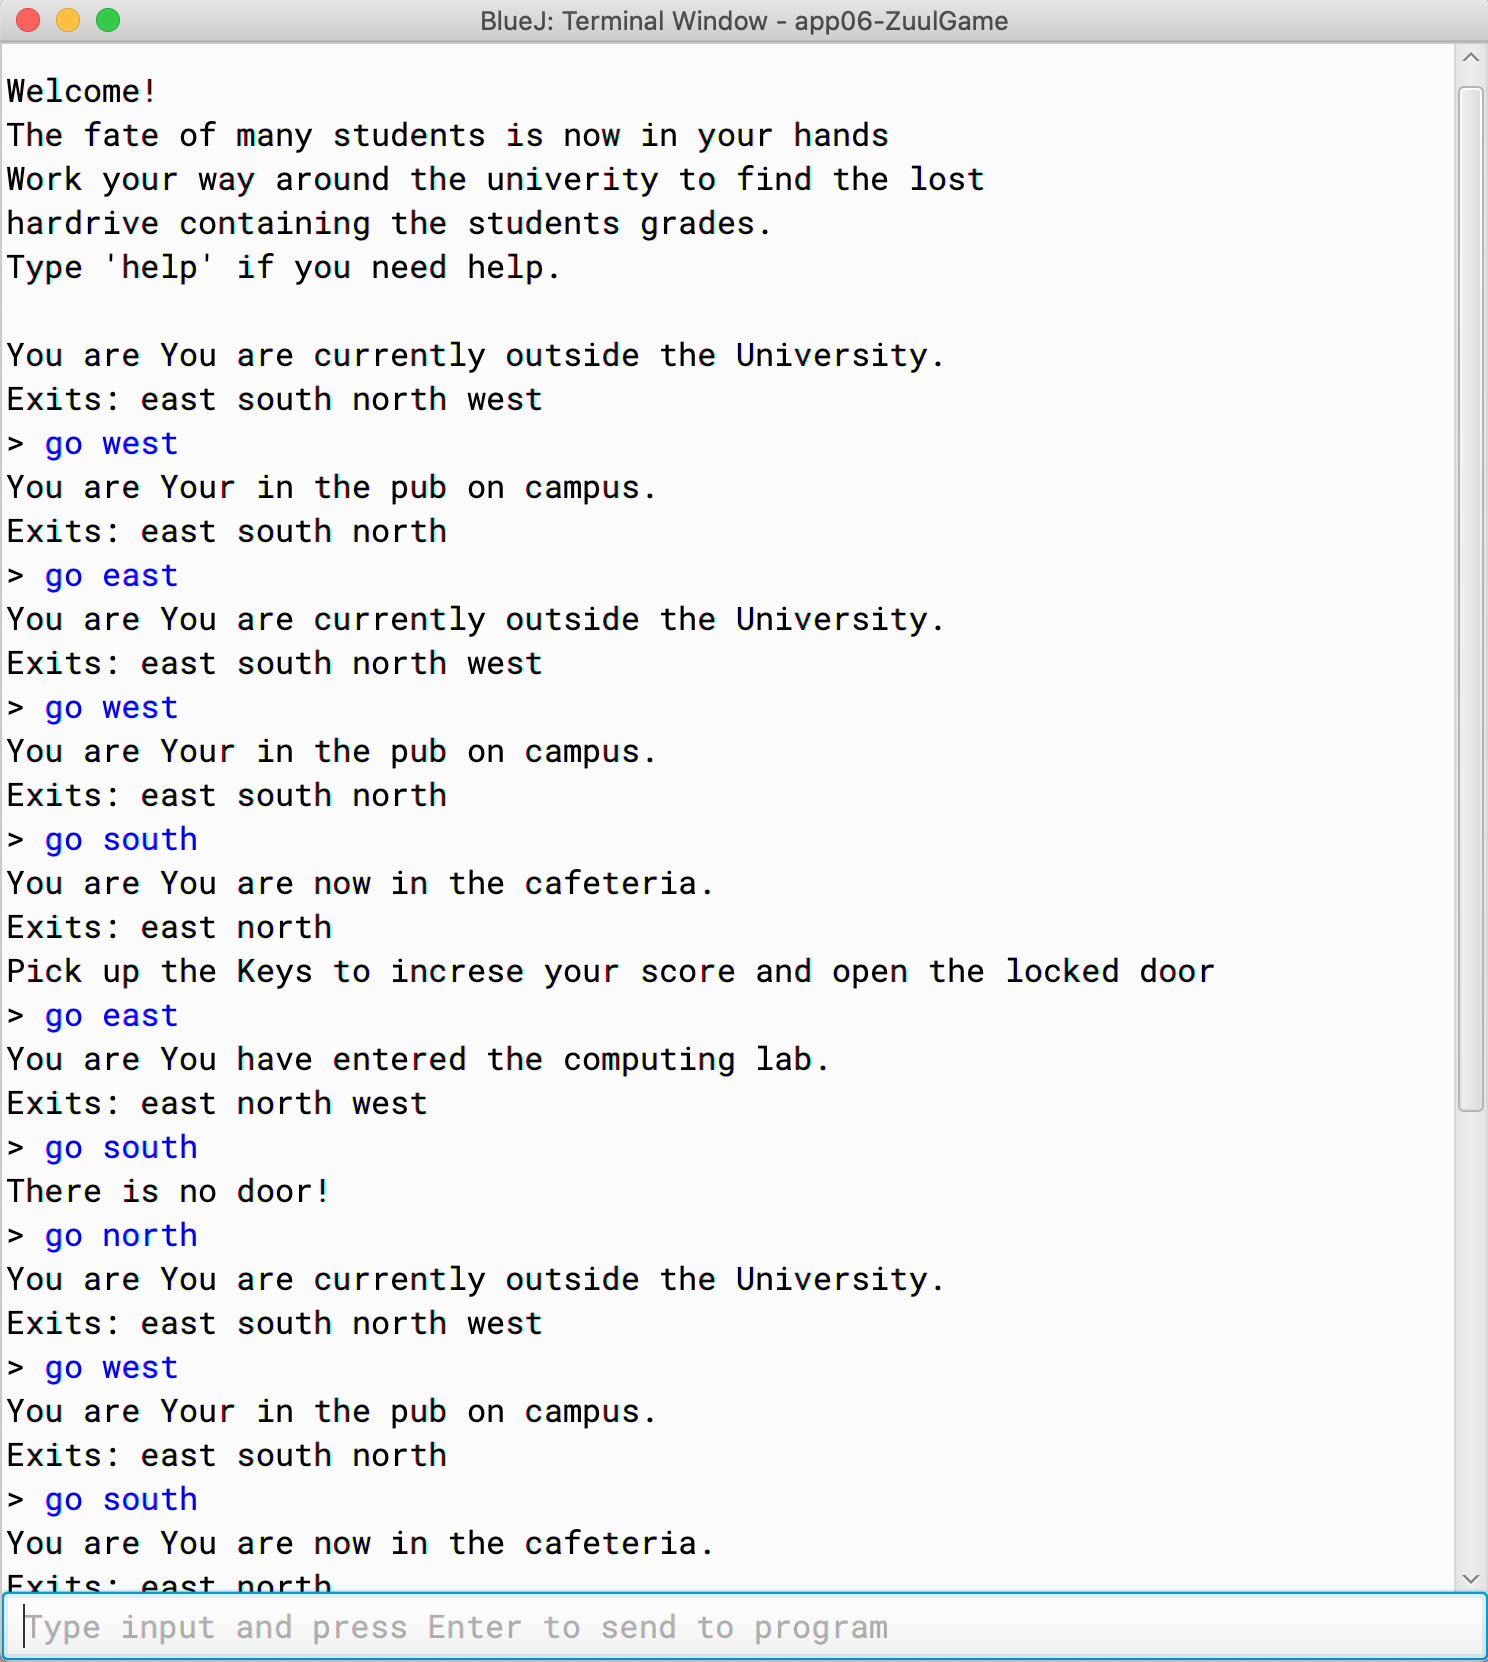 BlueJ: Terminal Window - app06-ZuulGame
Welcome!
The fate of many students is now in your hands
Work your way around the univerity to find the lost
hardrive containing the students grades.
Type 'help' if you need help.
You are You are currently outside the University.
Exits: east south north west
> go west
You are Your in the pub on campus.
Exits: east south north
> go east
You are You are currently outside the University.
Exits: east south north west
> go west
You are Your in the pub on campus.
Exits: east south north
> go south
You are You are now in the cafeteria.
Exits: east north
Pick up the Keys to increse your score and open the locked door
> go east
You are You have entered the computing lab.
Exits: east north west
> go south
There is no door!
> go north
You are You are currently outside the University.
Exits: east south north west
> go west
You are Your in the pub on campus.
Exits: east south north
> go south
You are You are now in the cafeteria.
Exits: east north
Type input and press Enter to send to program